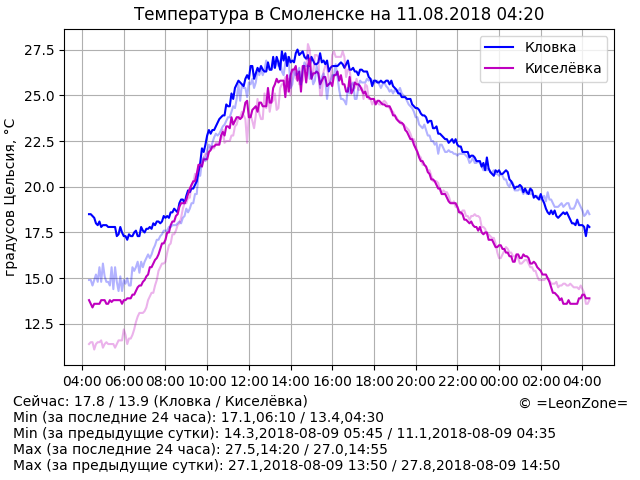 Температура в Смоленске на 11.08.2018 04:20
Кловка
Киселёвка
градусов Цельсия, °C
27.5
25.0
22.5
20.0
17.5
15.0
12.5
04:00 06:00 08:00 10:00 12:00 14:00 16:00 18:00 20:00 22:00 00:00 02:00 04:00
Сейчас: 17.8 / 13.9 (Кловка / Киселёвка)
© =LeonZone=
Min (за последние 24 часа): 17.1,06:10 / 13.4,04:30
Min (за предыдущие сутки): 14.3,2018-08-09 05:45 / 11.1,2018-08-09 04:35
Max (за последние 24 часа): 27.5,14:20 / 27.0,14:55
Max (за предыдущие сутки): 27.1,2018-08-09 13:50 / 27.8,2018-08-09 14:50